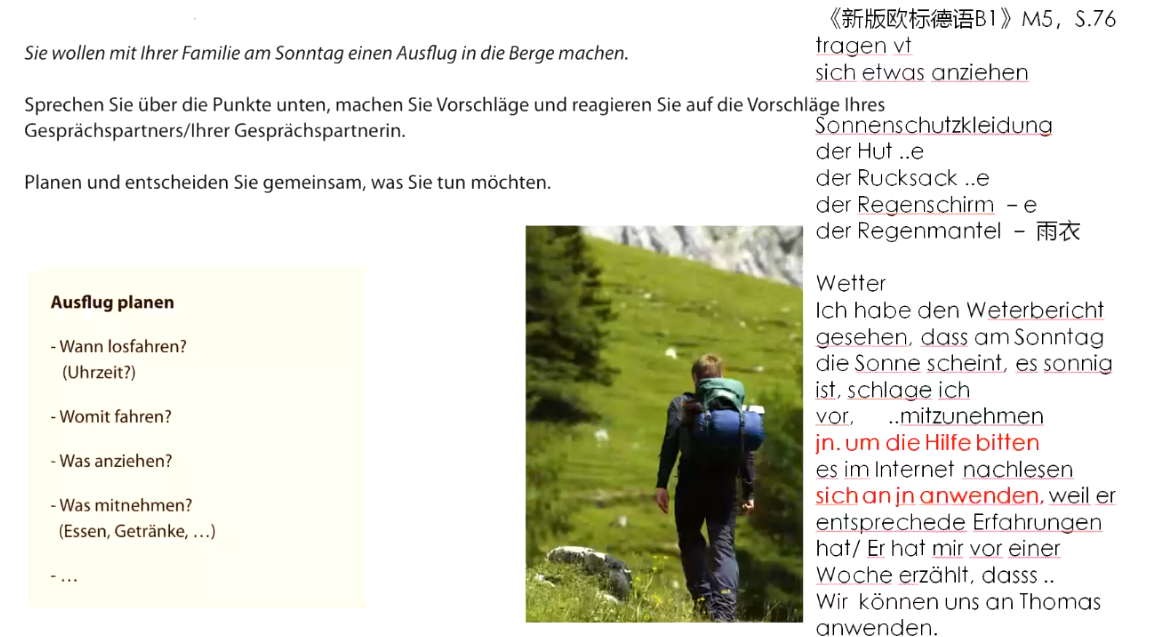 Sie wollen mit Ihrer Familie am Sonntag einen Ausflug in die Berge machen.
Sprechen Sie über die Punkte unten, machen Sie Vorschläge und reagieren Sie auf die Vorschläge Ihres
Gesprächspartners/Ihrer Gesprächspartnerin.
Planen und entscheiden Sie gemeinsam, was Sie tun möchten.
Ausflug planen
- Wann losfahren?
(Uhrzeit?)
- Womit fahren?
- Was anziehen?
- Was mitnehmen?
(Essen, Getränke, …)
- …
《新版欧标德语B1》M5，S.76
tragen vt
sich etwas anziehen
Sonnenschutzkleidung
der Hut ..e
der Rucksack ..e
der Regenschirm – e
der Regenmantel – 雨衣
Wetter
Ich habe den Weterbericht
gesehen, dass am Sonntag
die Sonne scheint, es sonnig
ist, schlage ich
vor, ..mitzunehmen
jn. um die Hilfe bitten
es im Internet nachlesen
sich an jn anwenden, weil er
entsprechede Erfahrungen
hat/ Er hat mir vor einer
Woche erzählt, dasss ..
Wir können uns an Thomas
anwenden.